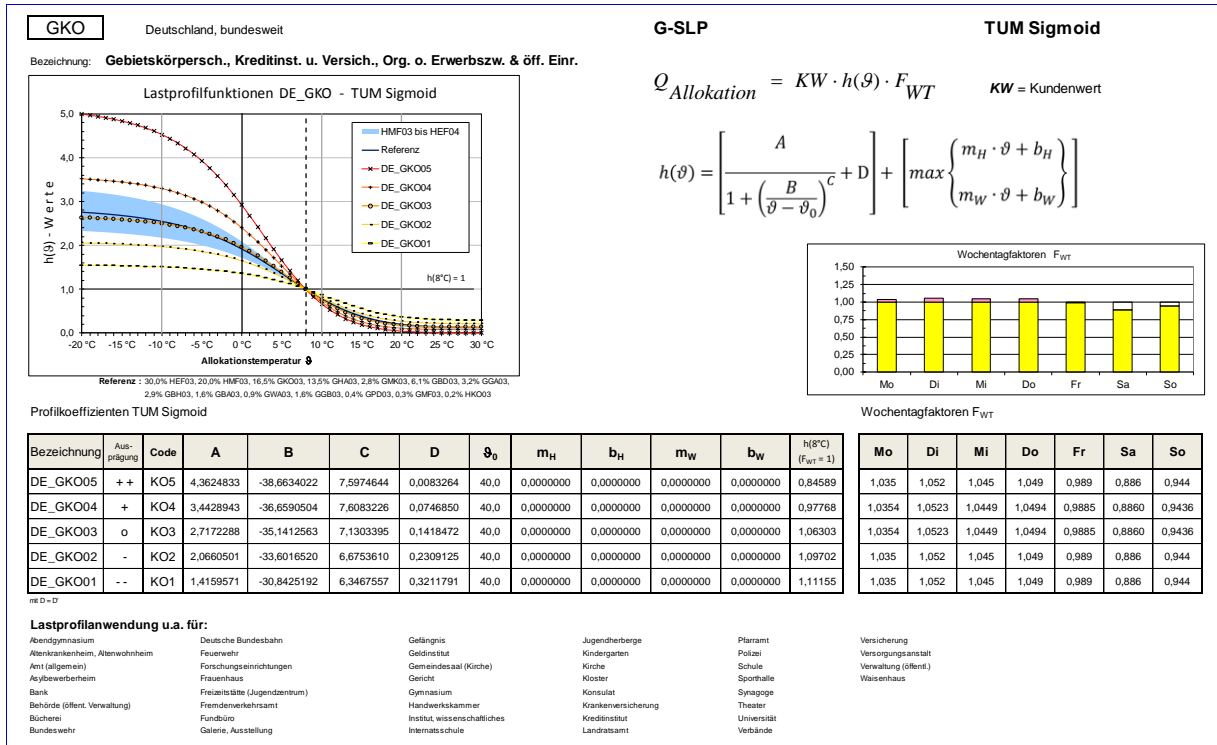 GKO Deutschland, bundesweit G-SLP TUM Sigmoid
Bezeichnung: Gebietskörpersch., Kreditinst. u. Versich., Org. o. Erwerbszw. & öff. Einr.
Q_Allokation = KW · h(ϑ) · F_WT KW = Kundenwert
h(ϑ) = [ A / (1 + (B / (ϑ − ϑ₀))^C) + D ] + [ max { m_H · ϑ + b_H ; m_W · ϑ + b_W } ]
Lastprofilfunktionen DE_GKO - TUM Sigmoid
h(ϑ) - Werte
5,0
4,0
3,0
2,0
1,0
0,0
HMF03 bis HEF04
Referenz
DE_GKO05
DE_GKO04
DE_GKO03
DE_GKO02
DE_GKO01
h(8°C) = 1
-20 °C -15 °C -10 °C -5 °C 0 °C 5 °C 10 °C 15 °C 20 °C 25 °C 30 °C
Allokationstemperatur ϑ
Referenz : 30,0% HEF03, 20,0% HMF03, 16,5% GKO03, 13,5% GHA03, 2,8% GMK03, 6,1% GBD03, 3,2% GGA03,
2,9% GBH03, 1,6% GBA03, 0,9% GWA03, 1,6% GGB03, 0,4% GPD03, 0,3% GMF03, 0,2% HKO03
Wochentagfaktoren F_WT
1,50
1,25
1,00
0,75
0,50
0,25
0,00
Mo Di Mi Do Fr Sa So
Profilkoeffizienten TUM Sigmoid Wochentagfaktoren F_WT
Bezeichnung Aus-prägung Code A B C D ϑ₀ m_H b_H m_W b_W h(8°C) (F_WT = 1) Mo Di Mi Do Fr Sa So
DE_GKO05 + + KO5 4,3624833 -38,6634022 7,5974644 0,0083264 40,0 0,0000000 0,0000000 0,0000000 0,0000000 0,84589 1,035 1,052 1,045 1,049 0,989 0,886 0,944
DE_GKO04 + KO4 3,4428943 -36,6590504 7,6083226 0,0746850 40,0 0,0000000 0,0000000 0,0000000 0,0000000 0,97768 1,0354 1,0523 1,0449 1,0494 0,9885 0,8860 0,9436
DE_GKO03 o KO3 2,7172288 -35,1412563 7,1303395 0,1418472 40,0 0,0000000 0,0000000 0,0000000 0,0000000 1,06303 1,0354 1,0523 1,0449 1,0494 0,9885 0,8860 0,9436
DE_GKO02 - KO2 2,0660501 -33,6016520 6,6753610 0,2309125 40,0 0,0000000 0,0000000 0,0000000 0,0000000 1,09702 1,035 1,052 1,045 1,049 0,989 0,886 0,944
DE_GKO01 - - KO1 1,4159571 -30,8425192 6,3467557 0,3211791 40,0 0,0000000 0,0000000 0,0000000 0,0000000 1,11155 1,035 1,052 1,045 1,049 0,989 0,886 0,944
mit D = D'
Lastprofilanwendung u.a. für:
Abendgymnasium Deutsche Bundesbahn Gefängnis Jugendherberge Pfarramt Versicherung
Altenkrankenheim, Altenwohnheim Feuerwehr Geldinstitut Kindergarten Polizei Versorgungsanstalt
Amt (allgemein) Forschungseinrichtungen Gemeindesaal (Kirche) Kirche Schule Verwaltung (öffentl.)
Asylbewerberheim Frauenhaus Gericht Kloster Sporthalle Waisenhaus
Bank Freizeitstätte (Jugendzentrum) Gymnasium Konsulat Synagoge
Behörde (öffent. Verwaltung) Fremdenverkehrsamt Handwerkskammer Krankenversicherung Theater
Bücherei Fundbüro Institut, wissenschaftliches Kreditinstitut Universität
Bundeswehr Galerie, Ausstellung Internatsschule Landratsamt Verbände